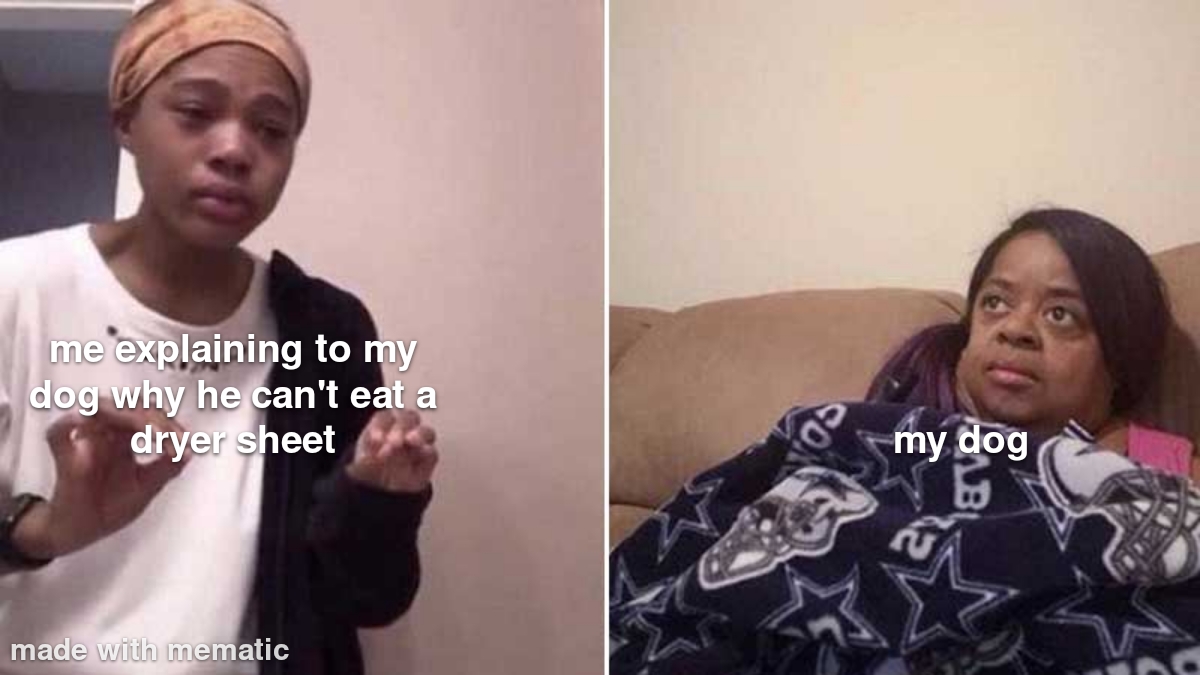 me explaining to my
dog why he can't eat a
dryer sheet
my dog
made with mematic